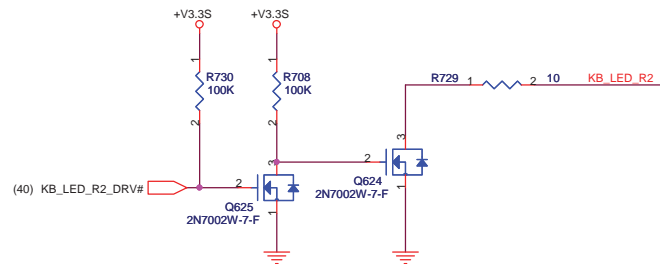 +V3.3S +V3.3S
1 1
R730 R708 R729 1 2 10 KB_LED_R2
100K 100K
2 2
3
3
2
(40) KB_LED_R2_DRV# 2
Q624
1
2N7002W-7-F
Q625
1
2N7002W-7-F